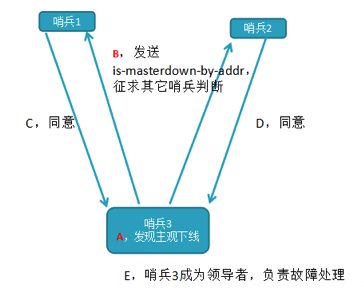 哨兵1
哨兵2
B，发送
is-masterdown-by-addr，
征求其它哨兵判断
C，同意
D，同意
哨兵3
A，发现主观下线
E，哨兵3成为领导者，负责故障处理